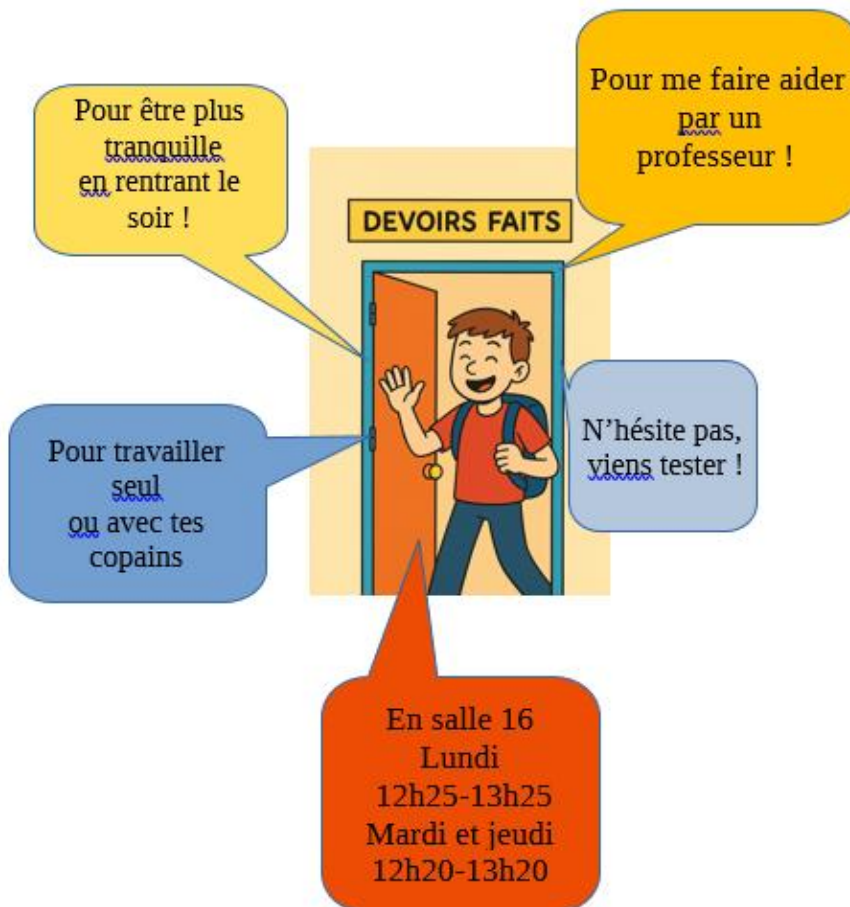 Pour être plus
tranquille
en rentrant le
soir !
Pour me faire aider
par un
professeur !
DEVOIRS FAITS
Pour travailler
seul
ou avec tes
copains
N’hésite pas,
viens tester !
En salle 16
Lundi
12h25-13h25
Mardi et jeudi
12h20-13h20